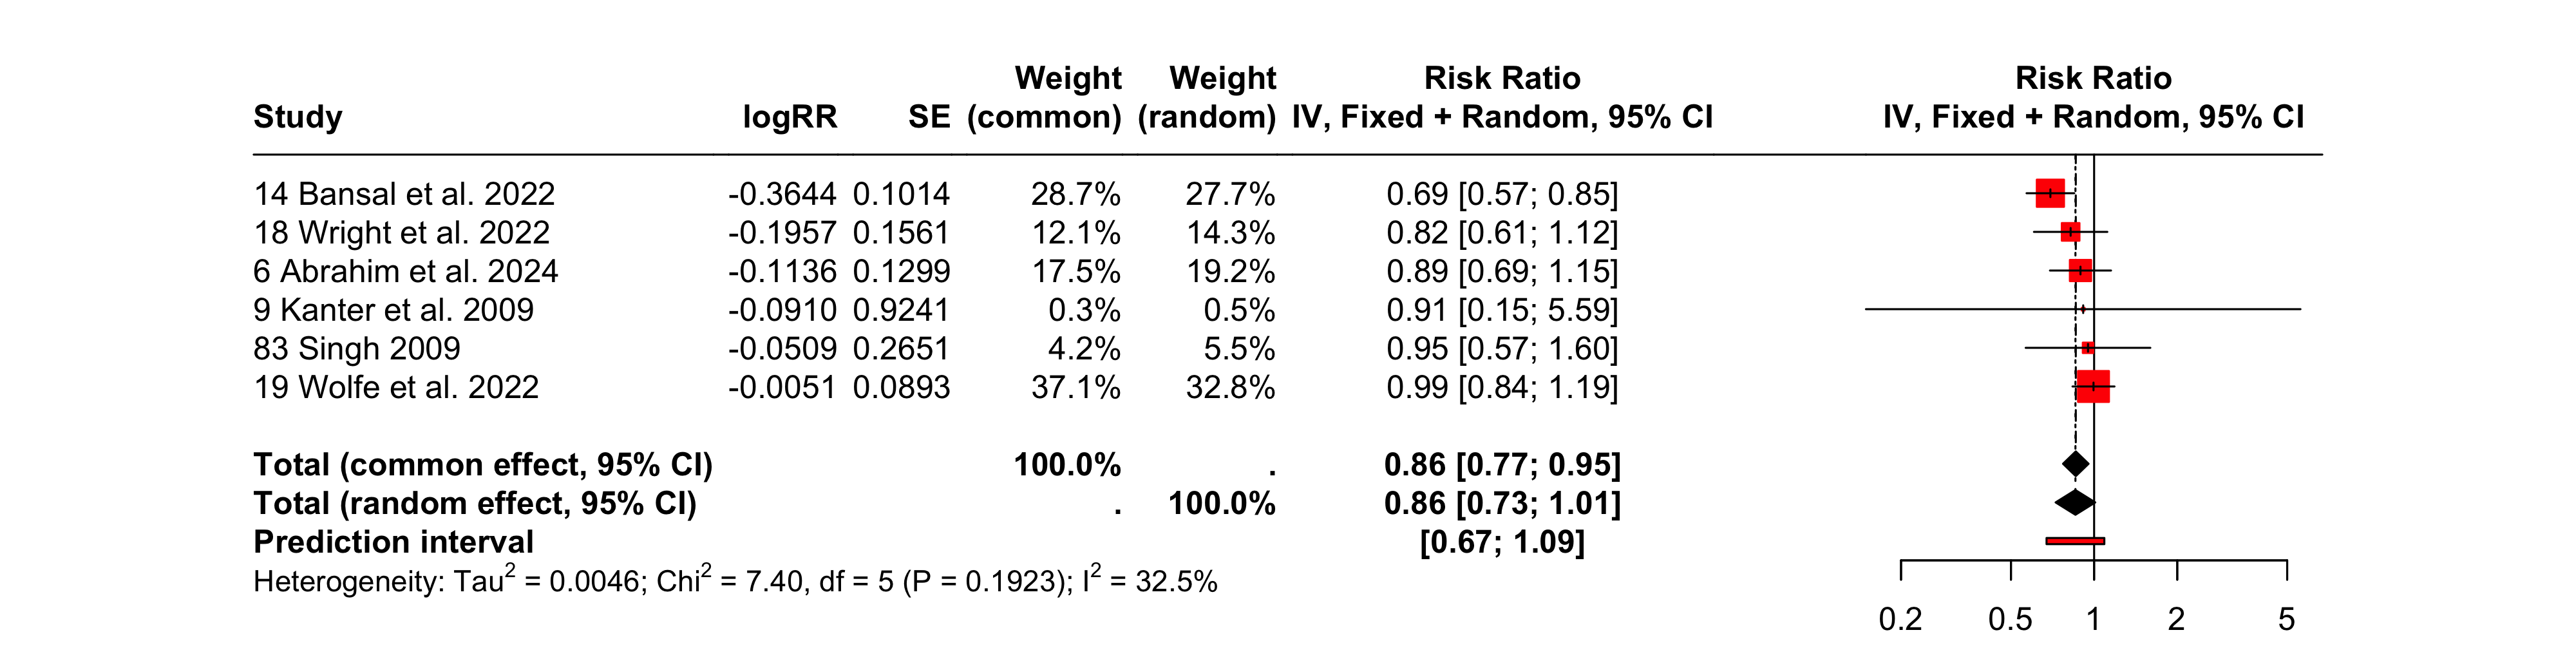 Weight Weight Risk Ratio Risk Ratio
Study logRR SE (common) (random) IV, Fixed + Random, 95% CI IV, Fixed + Random, 95% CI
14 Bansal et al. 2022 -0.3644 0.1014 28.7% 27.7% 0.69 [0.57; 0.85]
18 Wright et al. 2022 -0.1957 0.1561 12.1% 14.3% 0.82 [0.61; 1.12]
6 Abrahim et al. 2024 -0.1136 0.1299 17.5% 19.2% 0.89 [0.69; 1.15]
9 Kanter et al. 2009 -0.0910 0.9241 0.3% 0.5% 0.91 [0.15; 5.59]
83 Singh 2009 -0.0509 0.2651 4.2% 5.5% 0.95 [0.57; 1.60]
19 Wolfe et al. 2022 -0.0051 0.0893 37.1% 32.8% 0.99 [0.84; 1.19]
Total (common effect, 95% CI) 100.0% . 0.86 [0.77; 0.95]
Total (random effect, 95% CI) . 100.0% 0.86 [0.73; 1.01]
Prediction interval [0.67; 1.09]
Heterogeneity: Tau² = 0.0046; Chi² = 7.40, df = 5 (P = 0.1923); I² = 32.5%
0.2 0.5 1 2 5